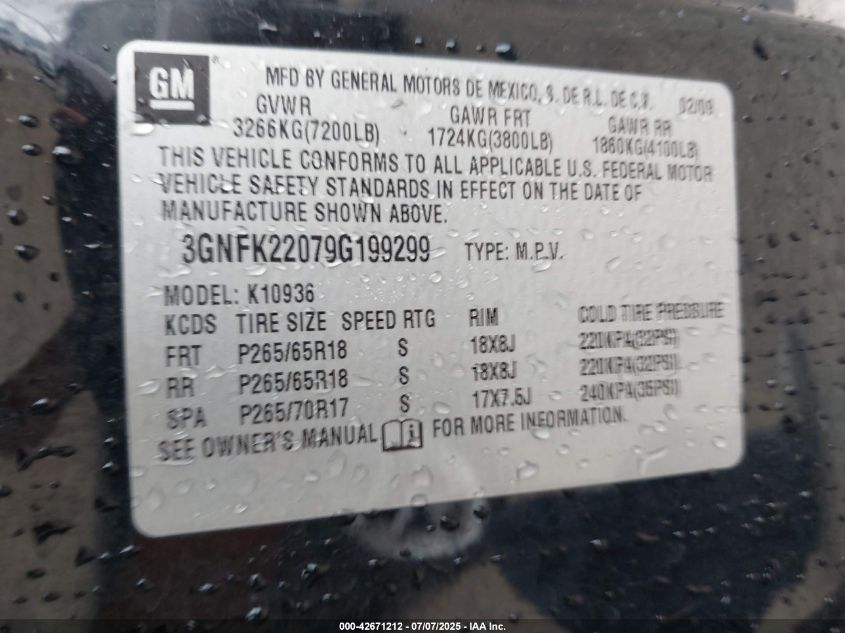 GM
MFD BY GENERAL MOTORS DE MEXICO, S. DE R.L. DE C.V. 02/09
GVWR GAWR FRT GAWR RR
3266KG(7200LB) 1724KG(3800LB) 1860KG(4100LB)
THIS VEHICLE CONFORMS TO ALL APPLICABLE U.S. FEDERAL MOTOR
VEHICLE SAFETY STANDARDS IN EFFECT ON THE DATE OF
MANUFACTURE SHOWN ABOVE.
3GNFK22079G199299 TYPE: M.P.V.
MODEL: K10936
KCDS TIRE SIZE SPEED RTG RIM COLD TIRE PRESSURE
FRT P265/65R18 S 18X8J 220KPA(32PSI)
RR P265/65R18 S 18X8J 220KPA(32PSI)
SPA P265/70R17 S 17X7.5J 240KPA(35PSI)
SEE OWNER'S MANUAL FOR MORE INFORMATION.
000-42671212 - 07/07/2025 - IAA Inc.